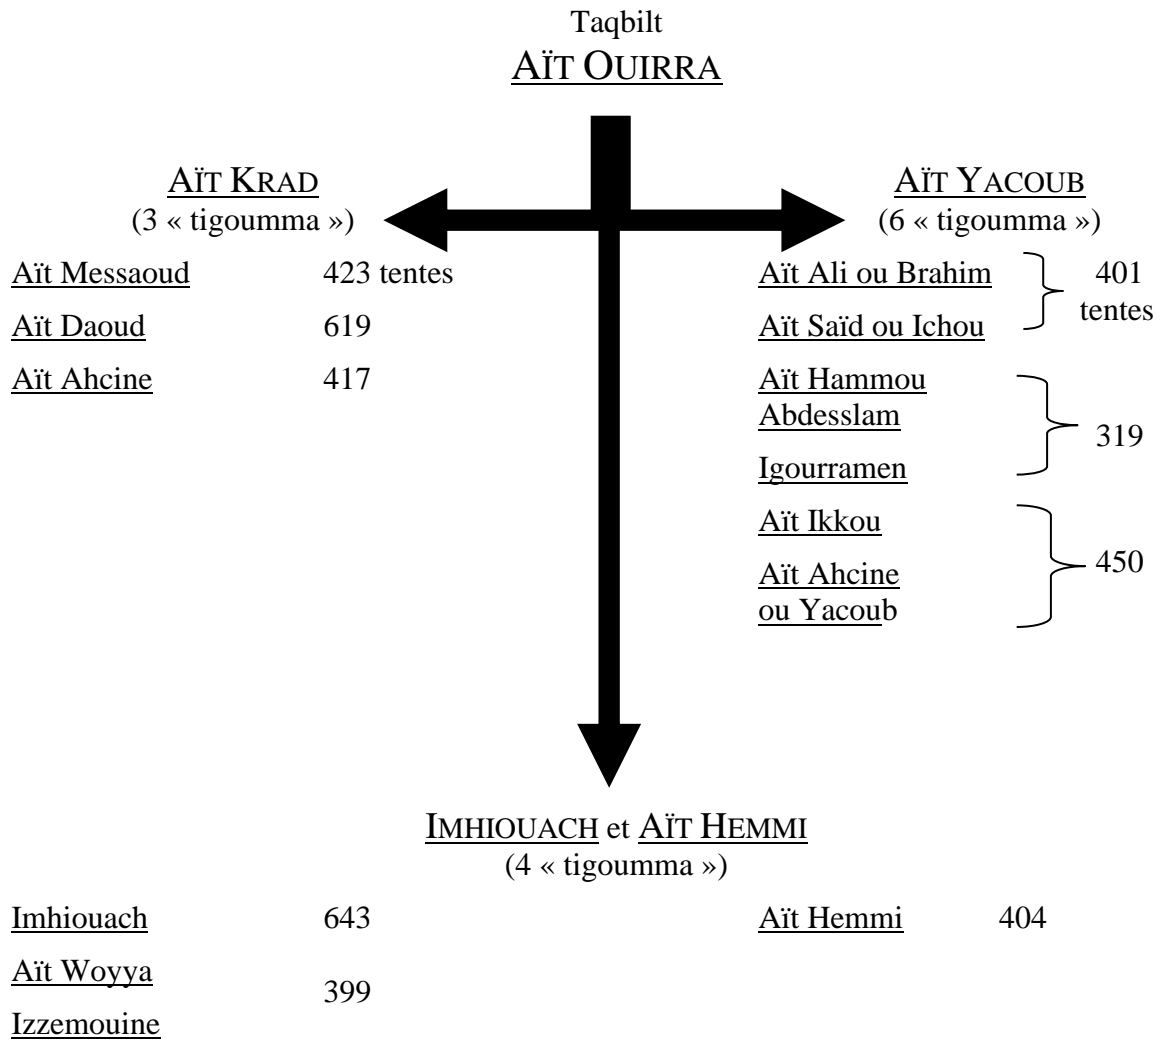 Taqbilt
AÏT OUIRRA
AÏT KRAD
(3 « tigoumma »)
Aït Messaoud 423 tentes
Aït Daoud 619
Aït Ahcine 417
AÏT YACOUB
(6 « tigoumma »)
Aït Ali ou Brahim
Aït Saïd ou Ichou
401
tentes
Aït Hammou
Abdesslam
Igourramen
319
Aït Ikkou
Aït Ahcine
ou Yacoub
450
IMHIOUACH et AÏT HEMMI
(4 « tigoumma »)
Imhiouach 643
Aït Woyya
Izzemouine
399
Aït Hemmi 404